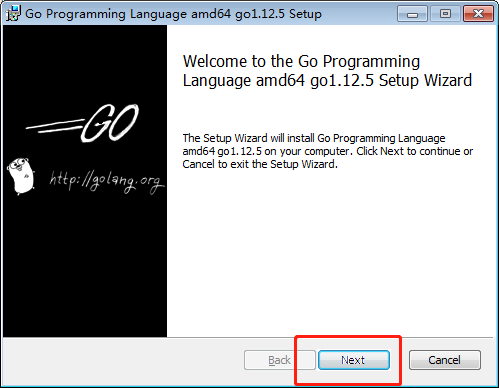 Go Programming Language amd64 go1.12.5 Setup
Welcome to the Go Programming
Language amd64 go1.12.5 Setup Wizard
GO
http://golang.org
The Setup Wizard will install Go Programming Language
amd64 go1.12.5 on your computer. Click Next to continue or
Cancel to exit the Setup Wizard.
Back
Next
Cancel